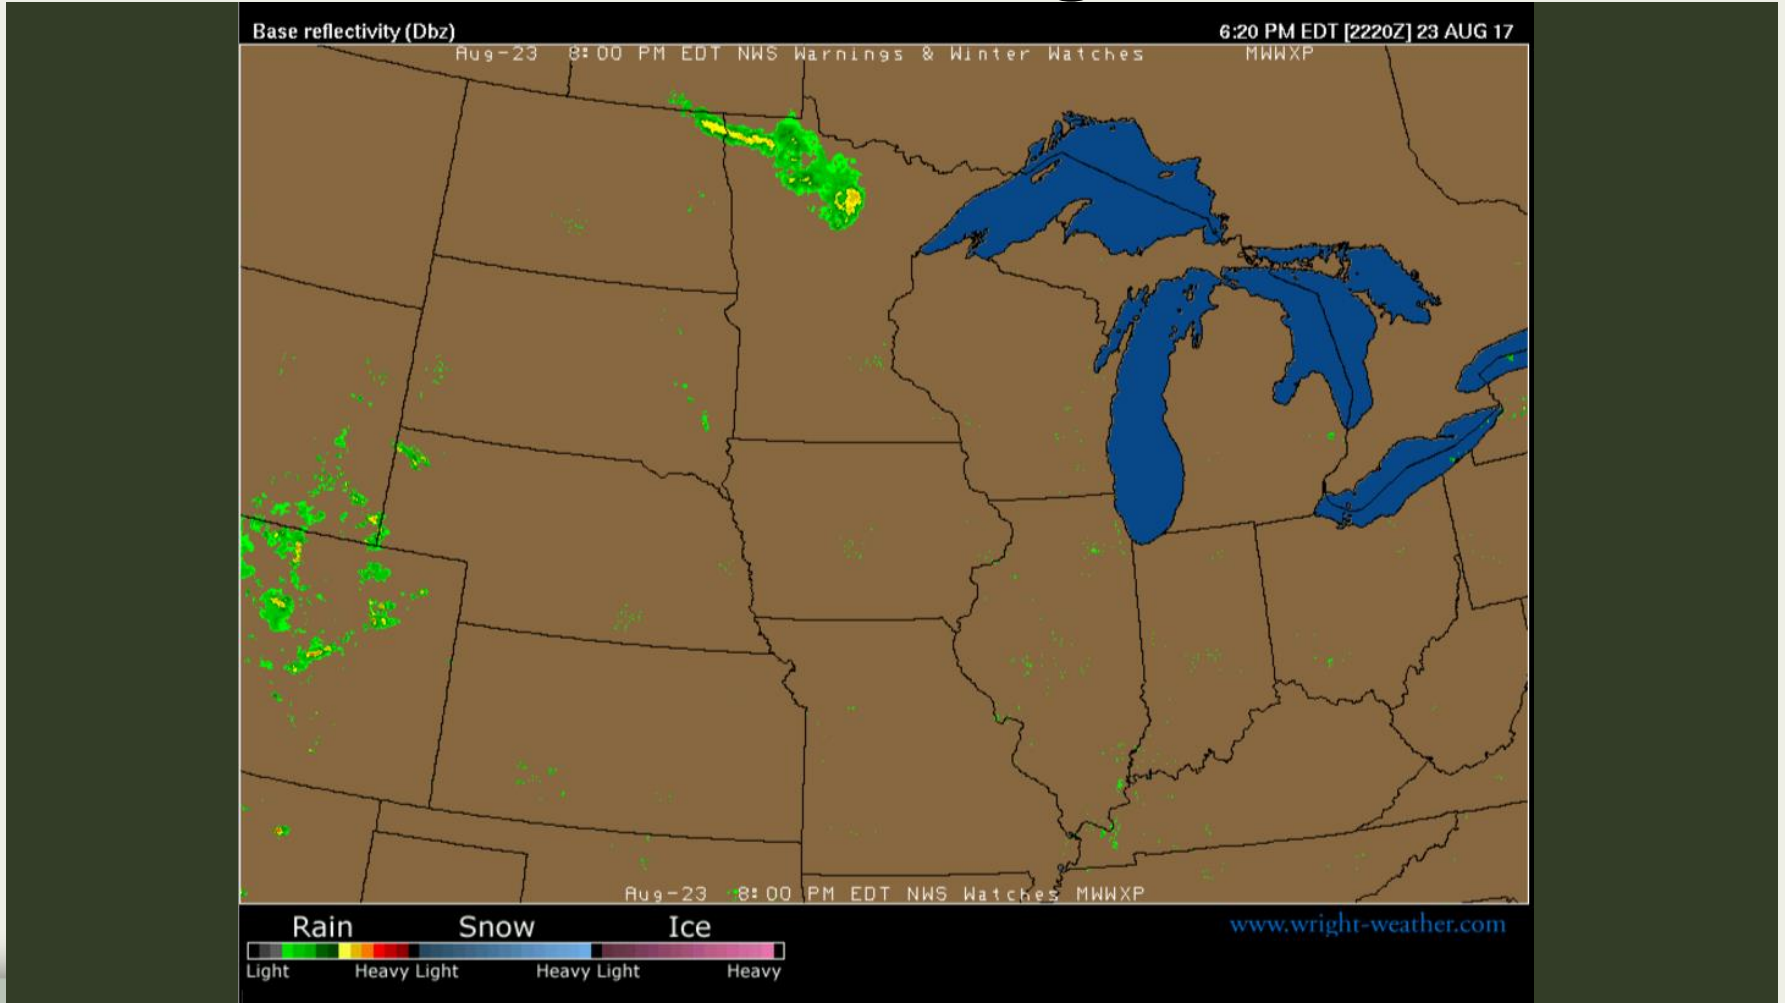 Base reflectivity (Dbz)
6:20 PM EDT [2220Z] 23 AUG 17
Aug-23 8:00 PM EDT NWS Warnings & Winter Watches MWWXP
Aug-23 8:00 PM EDT NWS Watches MWWXP
Rain Snow Ice
www.wright-weather.com
Light Heavy Light Heavy Light Heavy